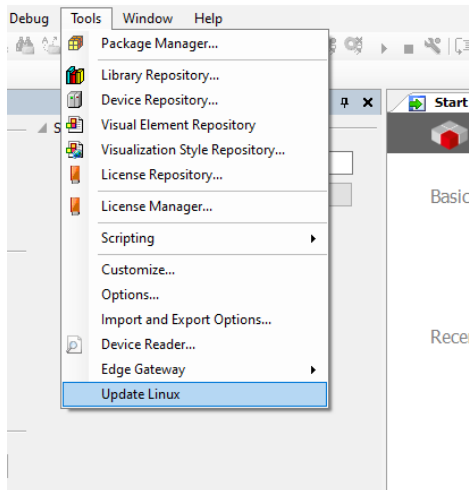 Debug Tools Window Help
Package Manager...
Library Repository...
Device Repository...
Start
S
Visual Element Repository
Visualization Style Repository...
License Repository...
Basic
License Manager...
Scripting
Customize...
Options...
Import and Export Options...
Device Reader...
Rece
Edge Gateway
Update Linux